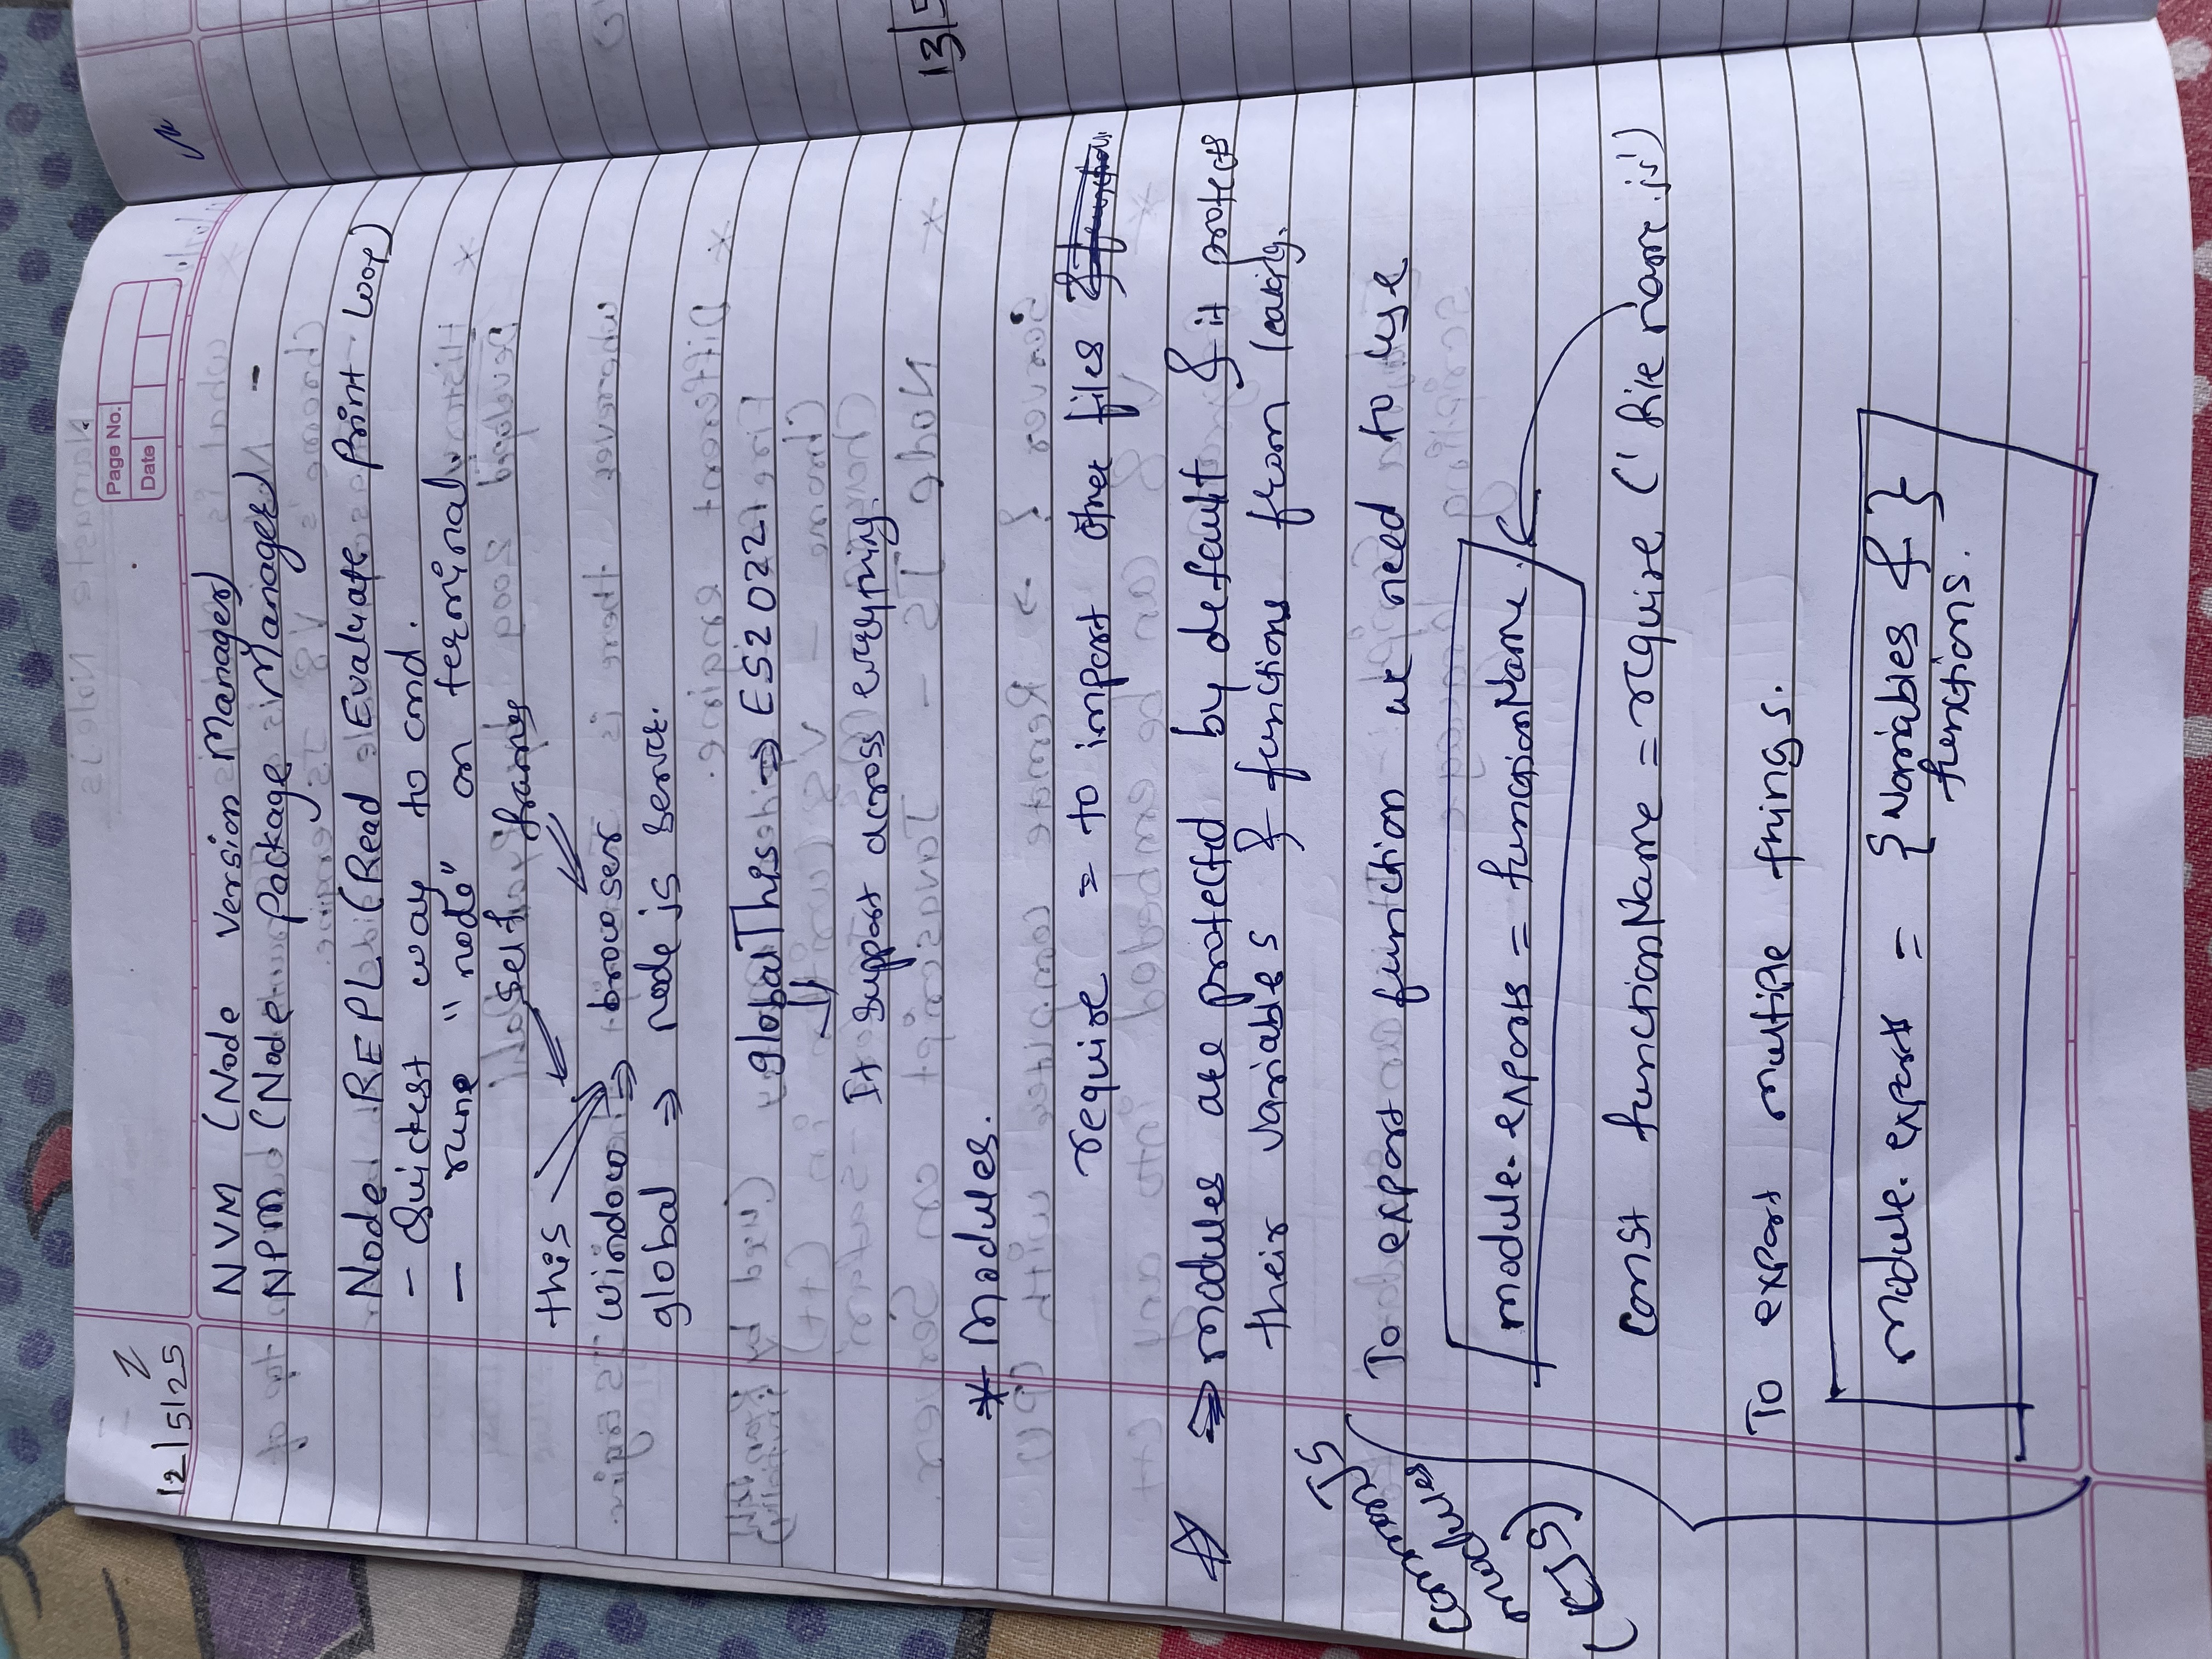 2
12/5/25
Page No.
Date
NVM (Node Version Manager)
NPM (Node Package Manager) -
Node REPL (Read Evaluate Print Loop)
- Quickest way to cmd.
- rune "node" on terminal.
self frames
this
window ⇒ browser
global ⇒ node js server.
globalThis ⇒ ES2022
⇓
It support across everything.
* Modules.
require = to import other files
☆ ⇒ modules are protected by default & it protects
their variables & functions from leaking.
CommonJS
modules
(CJS)
To export function we need to use
module.exports = functionName.
const functionName = require ('file name.js')
To export multiple things.
module.exports = {variables & }
functions.
13/5